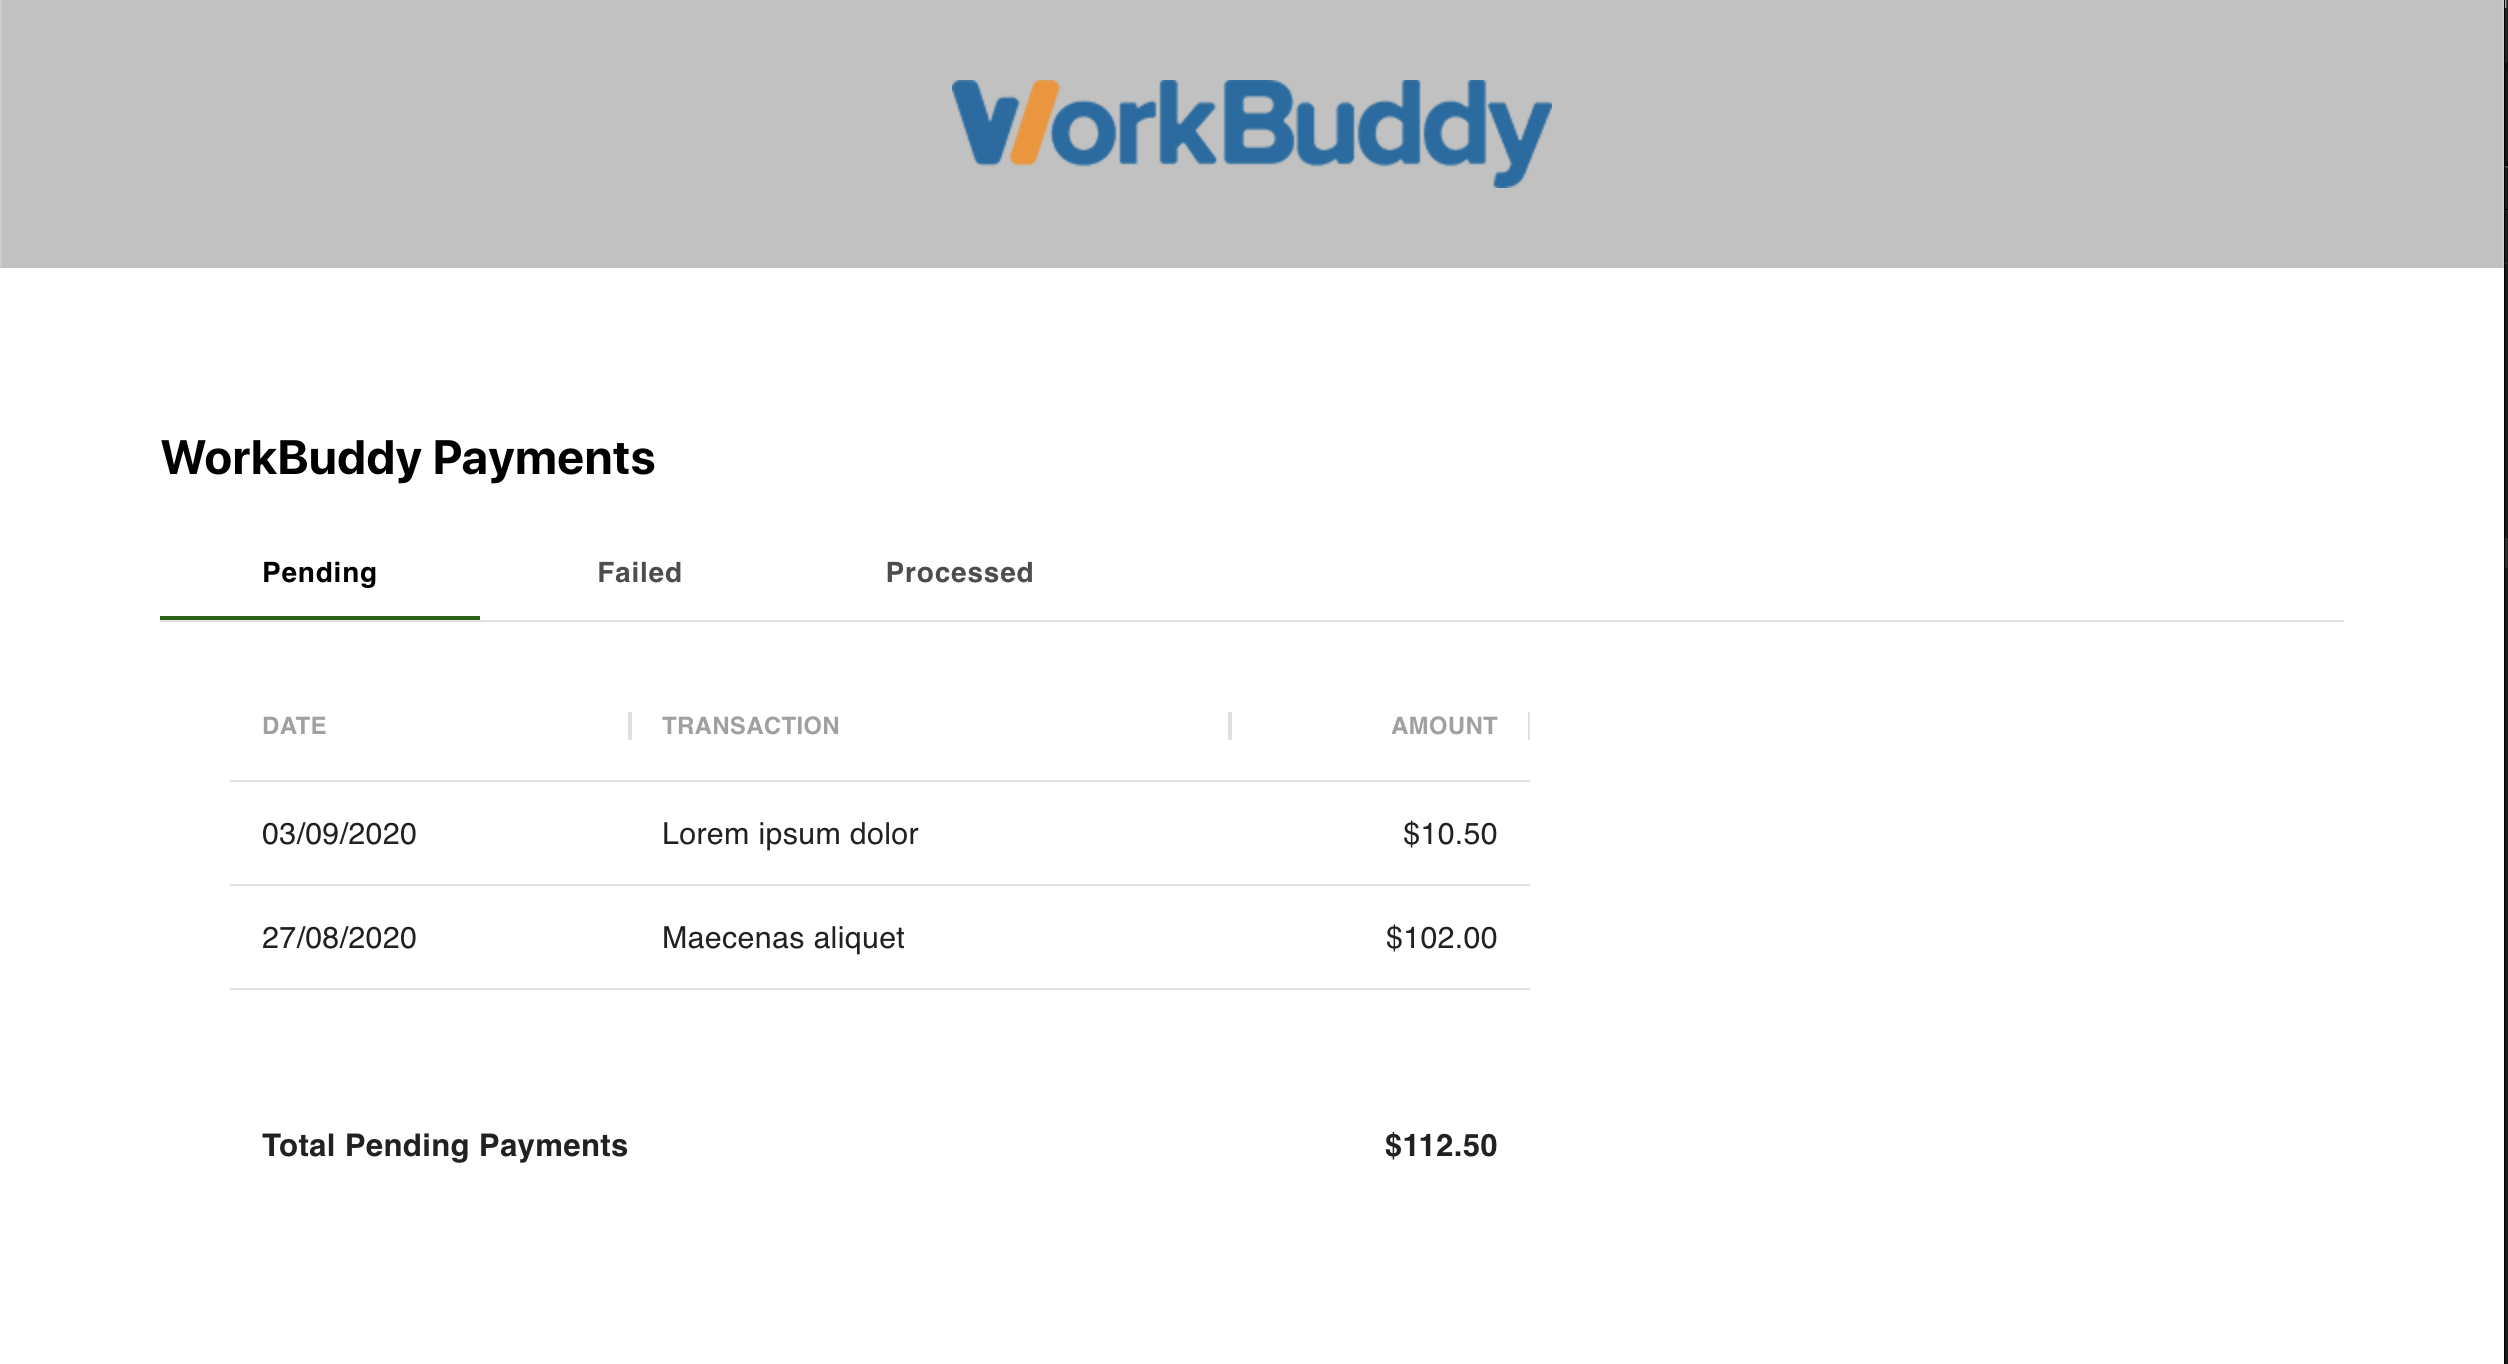 WorkBuddy
WorkBuddy Payments
Pending Failed Processed
DATE TRANSACTION AMOUNT
03/09/2020 Lorem ipsum dolor $10.50
27/08/2020 Maecenas aliquet $102.00
Total Pending Payments $112.50